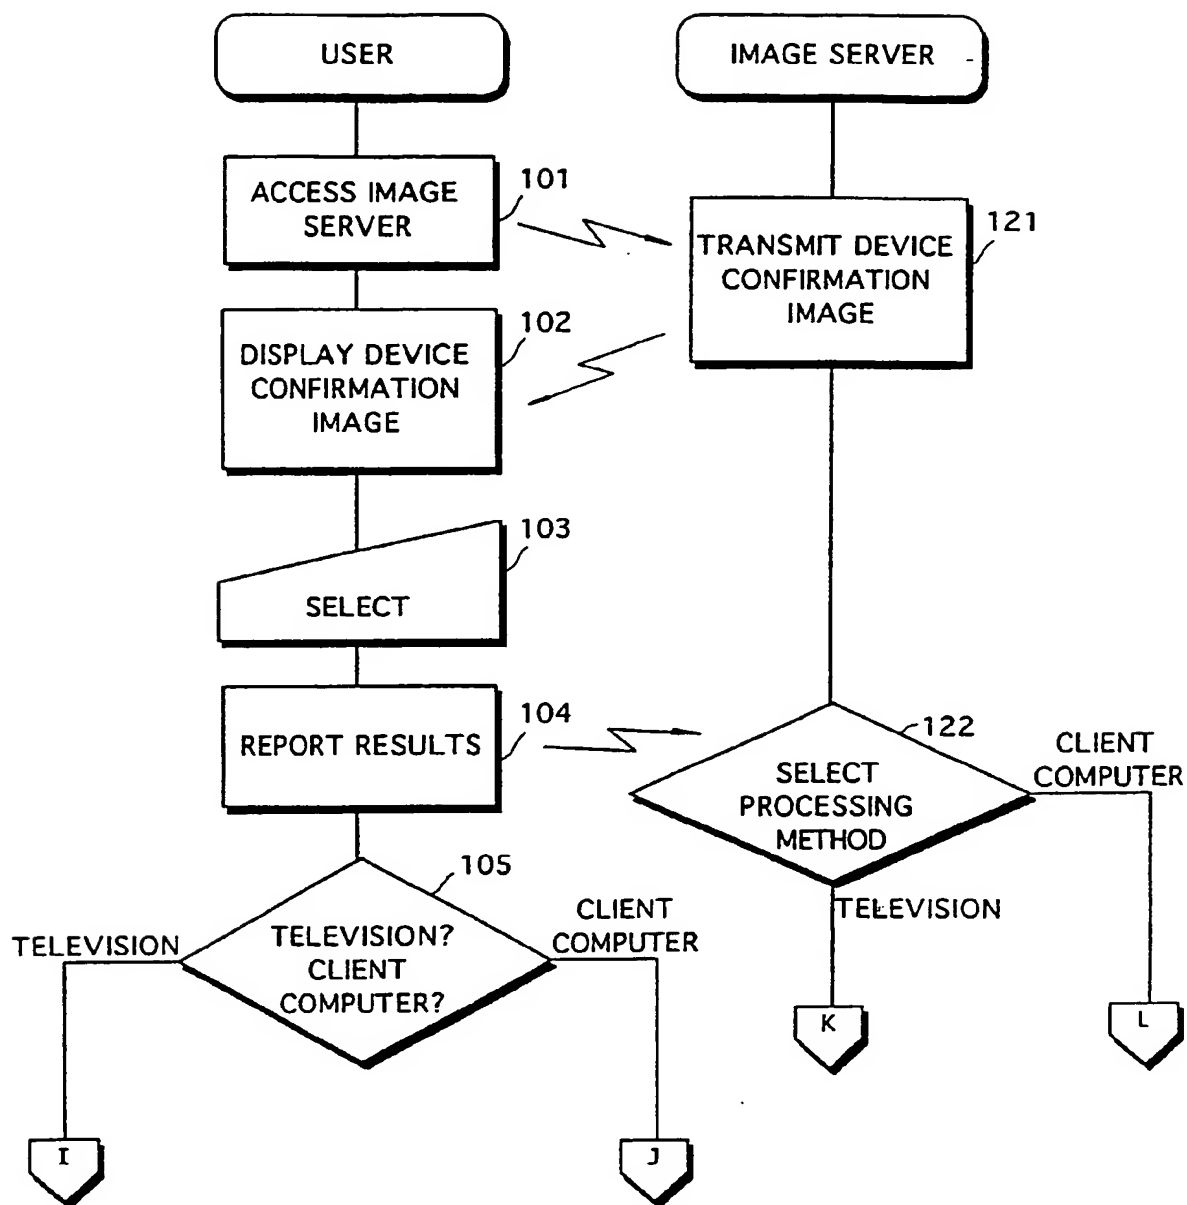 USER
IMAGE SERVER
ACCESS IMAGE
SERVER
101
TRANSMIT DEVICE
CONFIRMATION
IMAGE
121
DISPLAY DEVICE
CONFIRMATION
IMAGE
102
SELECT
103
REPORT RESULTS
104
SELECT
PROCESSING
METHOD
122
CLIENT
COMPUTER
TELEVISION
TELEVISION?
CLIENT
COMPUTER?
105
TELEVISION
CLIENT
COMPUTER
K
L
I
J